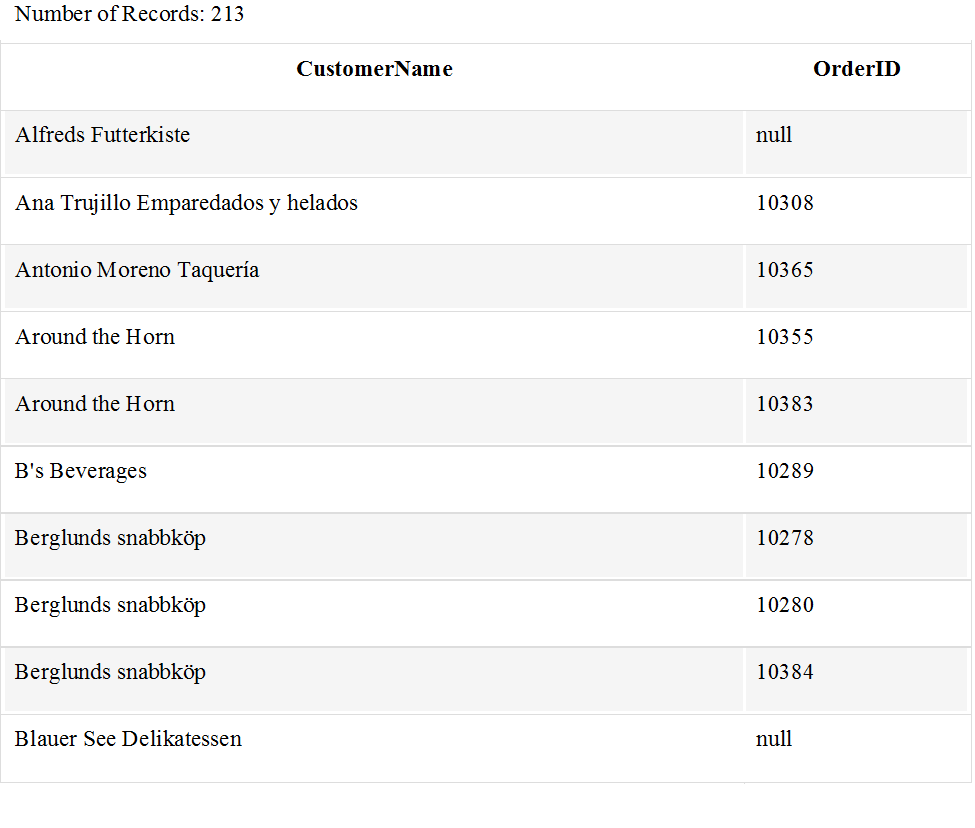 Number of Records: 213
CustomerName OrderID
Alfreds Futterkiste null
Ana Trujillo Emparedados y helados 10308
Antonio Moreno Taquería 10365
Around the Horn 10355
Around the Horn 10383
B's Beverages 10289
Berglunds snabbköp 10278
Berglunds snabbköp 10280
Berglunds snabbköp 10384
Blauer See Delikatessen null